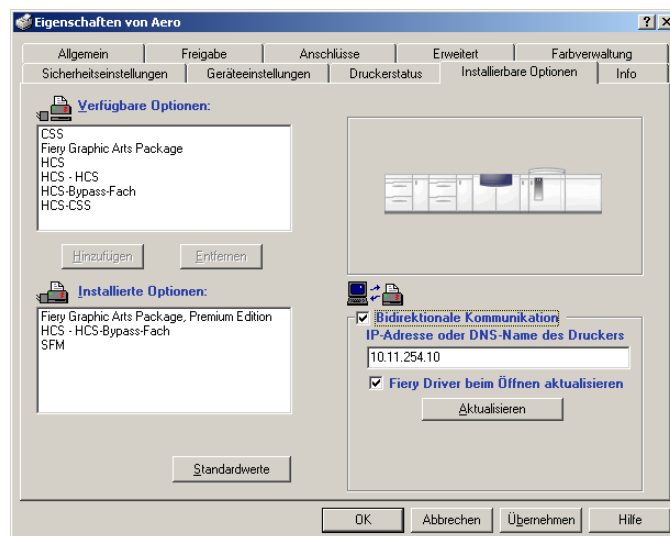 Eigenschaften von Aero
Allgemein Freigabe Anschlüsse Erweitert Farbverwaltung
Sicherheitseinstellungen Geräteeinstellungen Druckerstatus Installierbare Optionen Info
Verfügbare Optionen:
CSS
Fiery Graphic Arts Package
HCS
HCS - HCS
HCS-Bypass-Fach
HCS-CSS
Hinzufügen Entfernen
Installierte Optionen:
Fiery Graphic Arts Package, Premium Edition
HCS - HCS-Bypass-Fach
SFM
Standardwerte
Bidirektionale Kommunikation
IP-Adresse oder DNS-Name des Druckers
10.11.254.10
Fiery Driver beim Öffnen aktualisieren
Aktualisieren
OK Abbrechen Übernehmen Hilfe